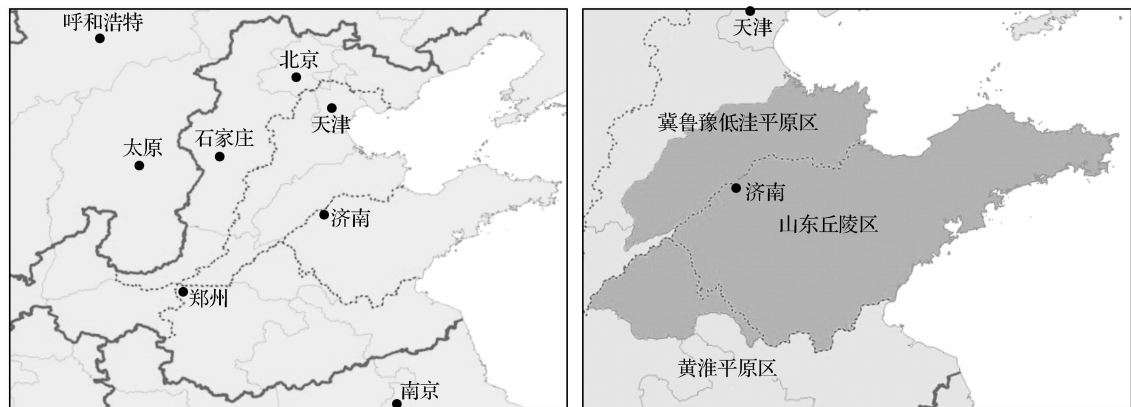 呼和浩特
北京
天津
石家庄
太原
济南
郑州
南京
天津
冀鲁豫低洼平原区
济南
山东丘陵区
黄淮平原区